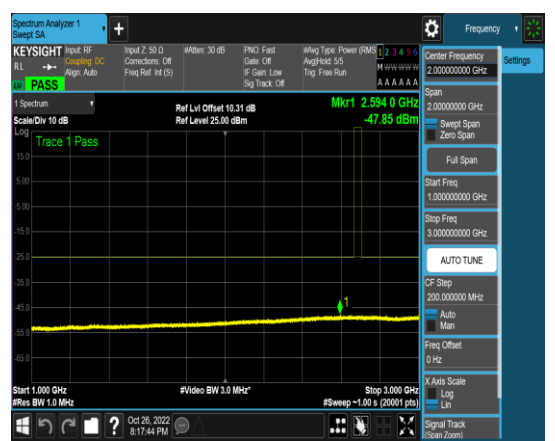 Spectrum Analyzer 1
Swept SA
+
Frequency
KEYSIGHT
RL
PASS
Input: RF
Coupling: DC
Align: Auto
Input Z: 50 Ω
Corrections: Off
Freq Ref: Int (S)
#Atten: 30 dB
PNO: Fast
Gate: Off
IF Gain: Low
Sig Track: Off
#Avg Type: Power (RMS
Avg|Hold: 5/5
Trig: Free Run
1 2 3 4 5 6
M W W W W W
A A A A A A
1 Spectrum
Scale/Div 10 dB
Ref Lvl Offset 10.31 dB
Ref Level 25.00 dBm
Mkr1 2.594 0 GHz
-47.85 dBm
Log
Trace 1 Pass
15.0
5.00
-5.00
-15.0
-25.0
-35.0
-45.0
-55.0
-65.0
1
Start 1.000 GHz
#Res BW 1.0 MHz
#Video BW 3.0 MHz*
Stop 3.000 GHz
#Sweep ~1.00 s (20001 pts)
Center Frequency
2.000000000 GHz
Span
2.00000000 GHz
Swept Span
Zero Span
Full Span
Start Freq
1.000000000 GHz
Stop Freq
3.000000000 GHz
AUTO TUNE
CF Step
200.000000 MHz
Auto
Man
Freq Offset
0 Hz
X Axis Scale
Log
Lin
Signal Track
(Span Zoom)
Settings
?
Oct 26, 2022
8:17:44 PM